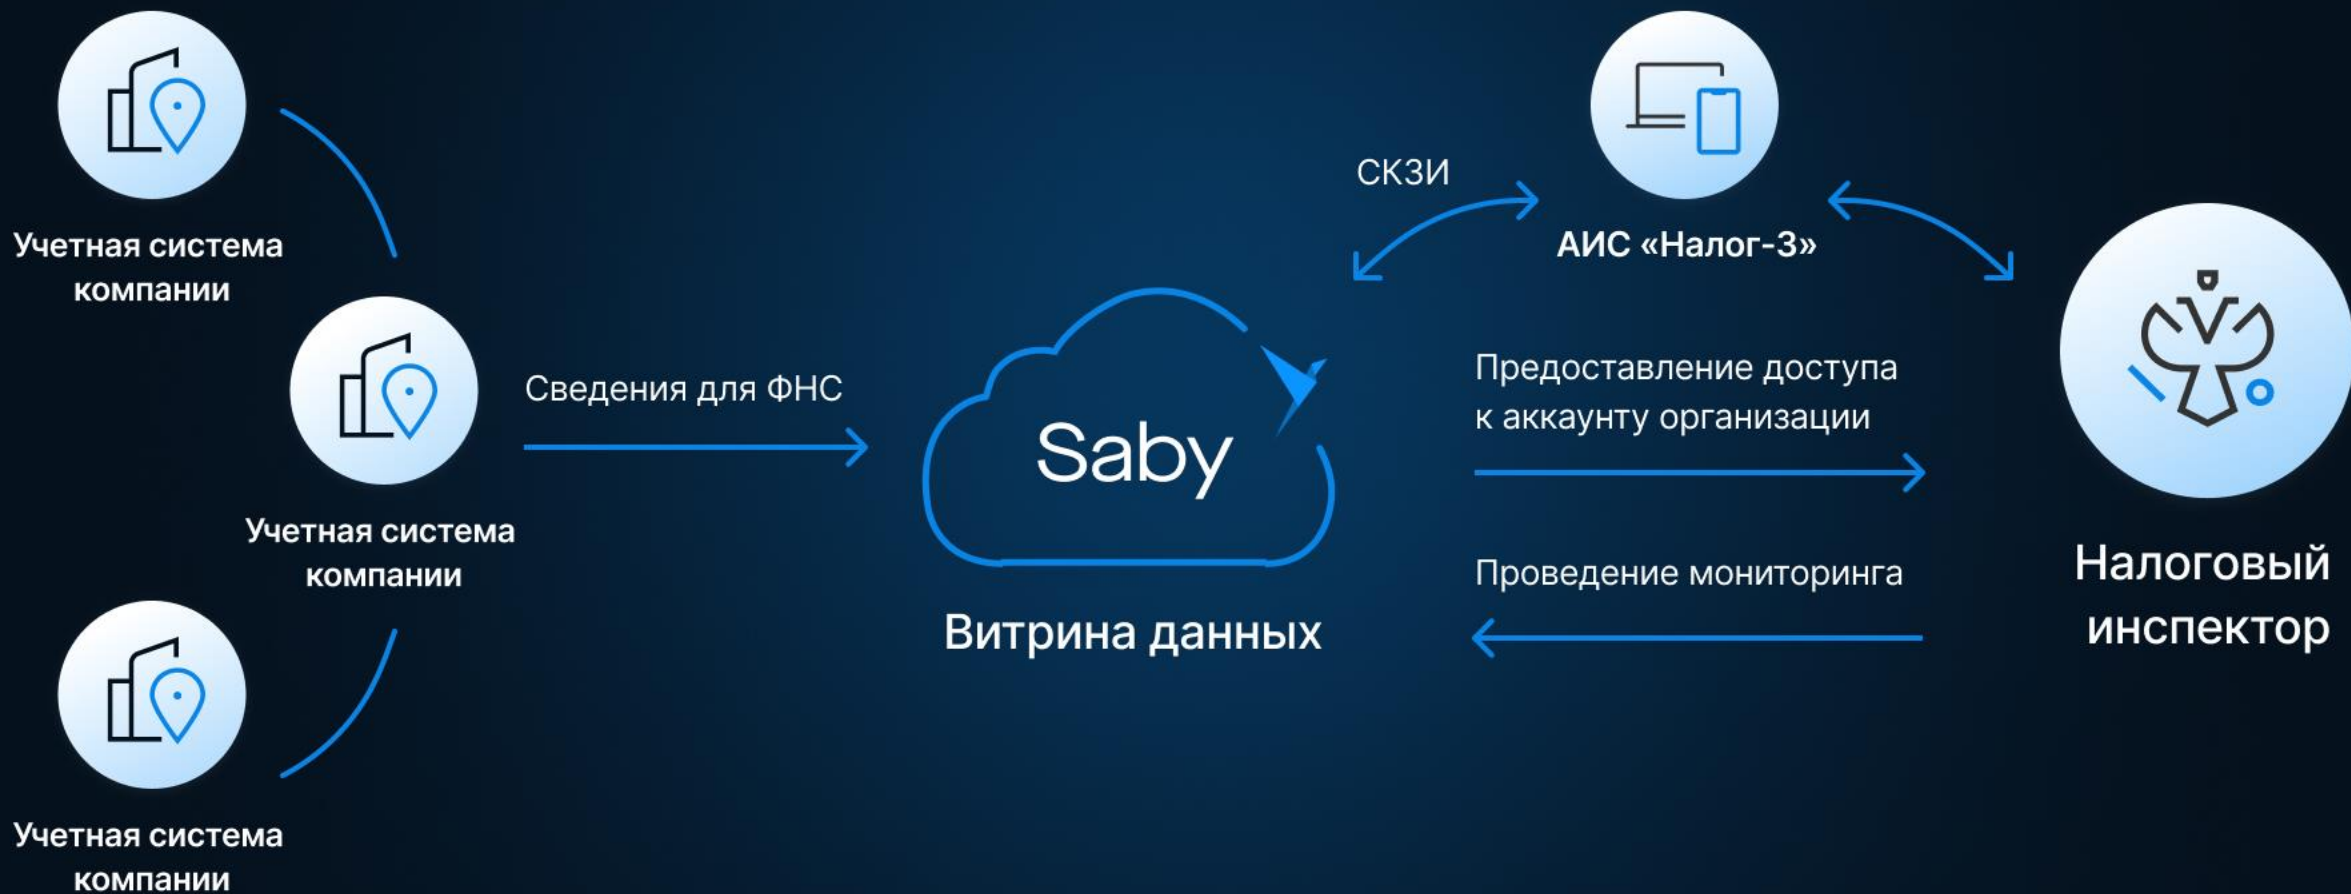 Учетная система
компании
Учетная система
компании
Учетная система
компании
Сведения для ФНС
Saby
Витрина данных
СКЗИ
АИС «Налог-3»
Предоставление доступа
к аккаунту организации
Проведение мониторинга
Налоговый
инспектор